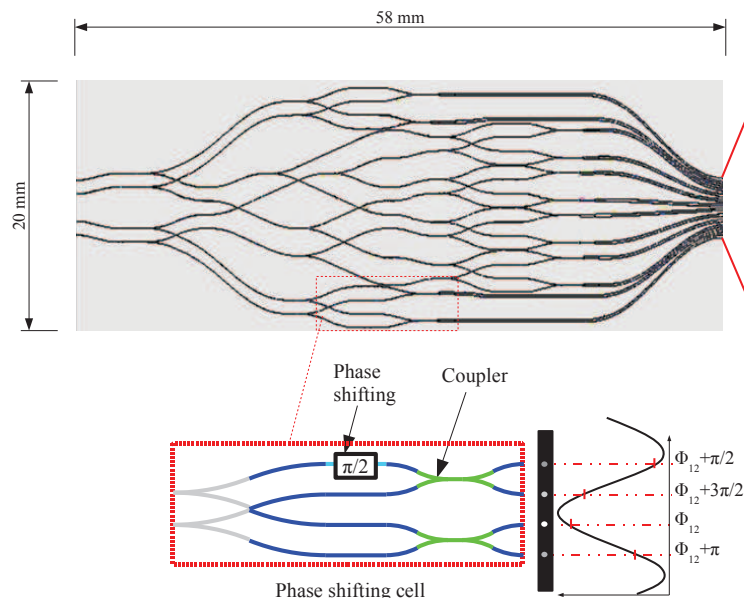 58 mm
20 mm
Phase
shifting
Coupler
π/2
Φ12+π/2
Φ12+3π/2
Φ12
Φ12+π
Phase shifting cell